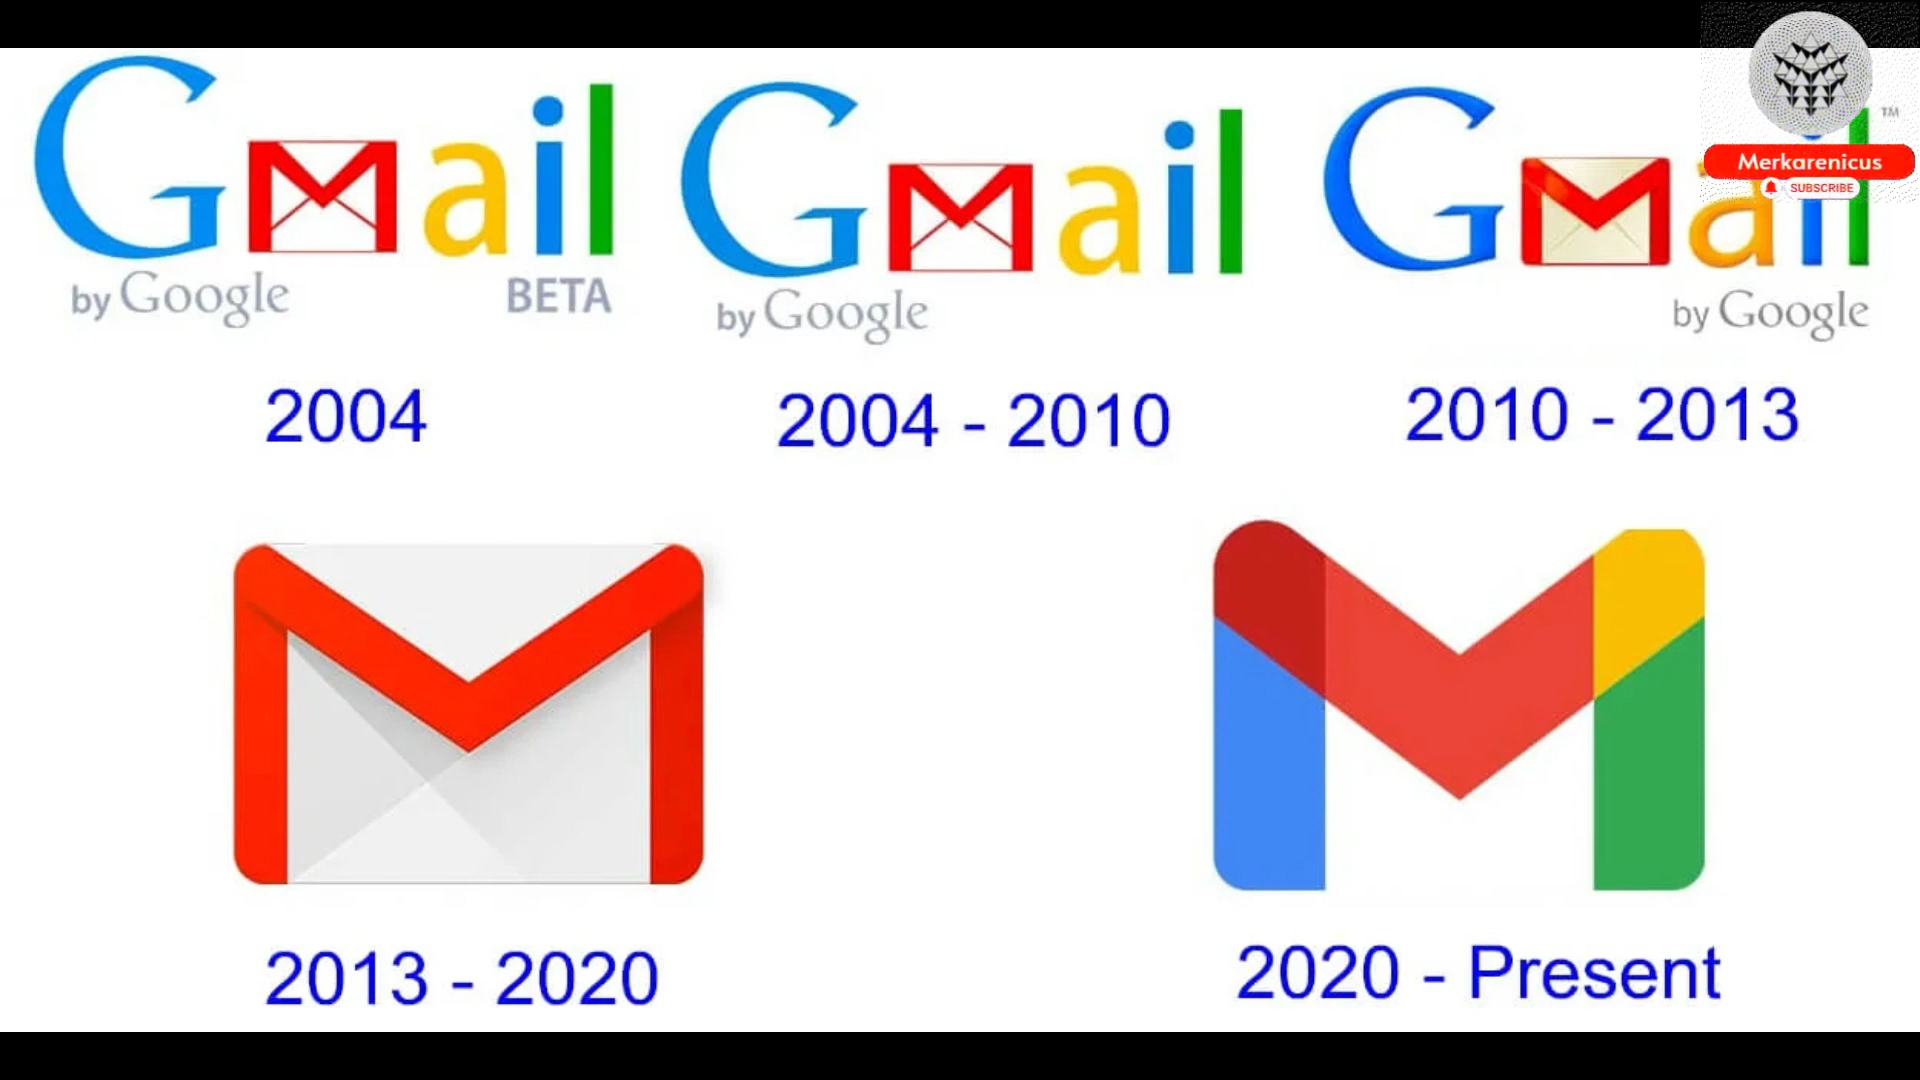 Gmail
by Google BETA
2004
Gmail
by Google
2004 - 2010
Gmail™
by Google
2010 - 2013
Merkarenicus
SUBSCRIBE
2013 - 2020
2020 - Present